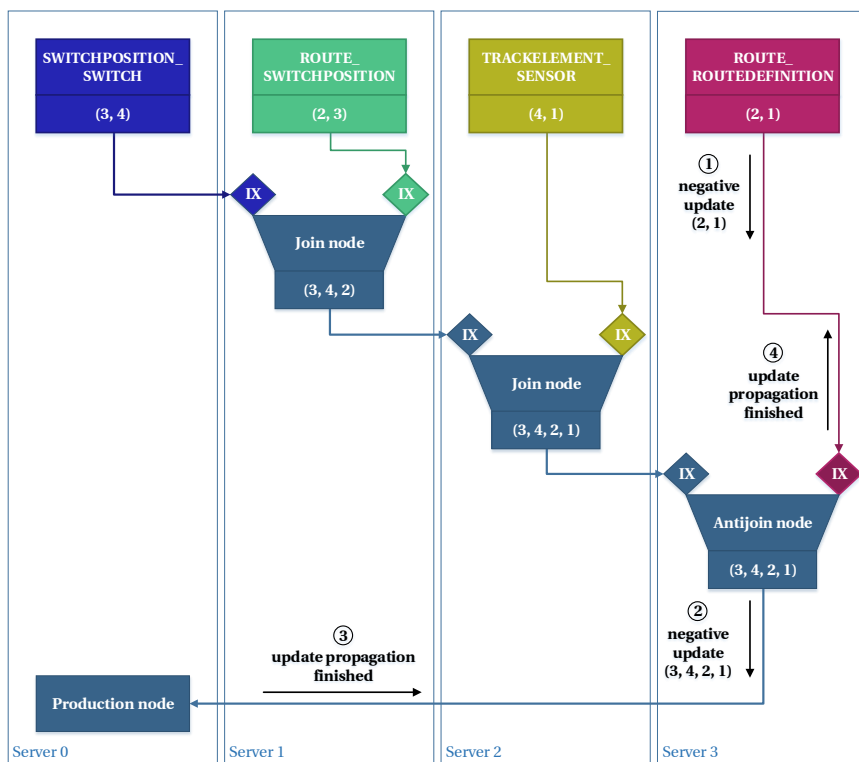 SWITCHPOSITION_
SWITCH
(3, 4)
ROUTE_
SWITCHPOSITION
(2, 3)
TRACKELEMENT_
SENSOR
(4, 1)
ROUTE_
ROUTEDEFINITION
(2, 1)
①
negative
update
(2, 1)
IX
IX
Join node
(3, 4, 2)
IX
IX
Join node
(3, 4, 2, 1)
④
update
propagation
finished
IX
IX
Antijoin node
(3, 4, 2, 1)
②
negative
update
(3, 4, 2, 1)
③
update propagation
finished
Production node
Server 0
Server 1
Server 2
Server 3